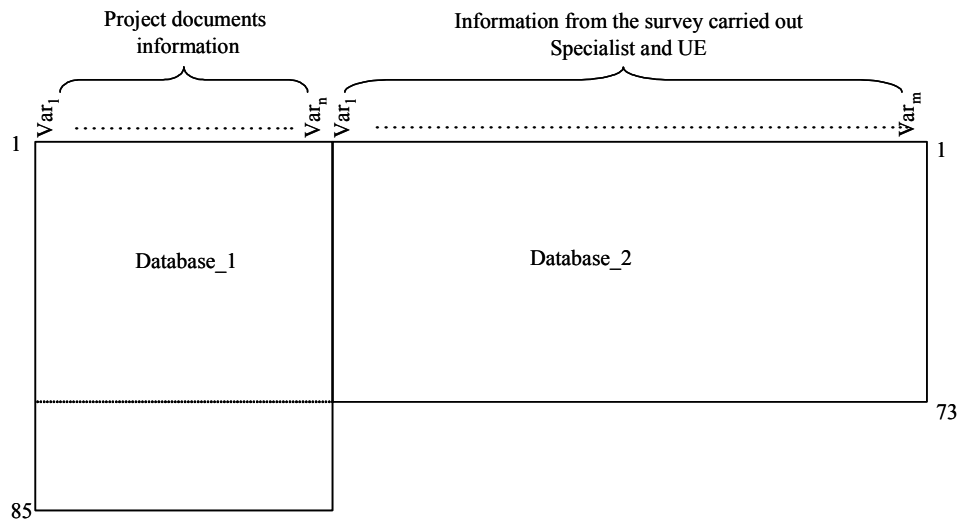 Project documents
information
Information from the survey carried out
Specialist and UE
Var1
Varn
Var1
Varm
1
1
Database_1
Database_2
73
85